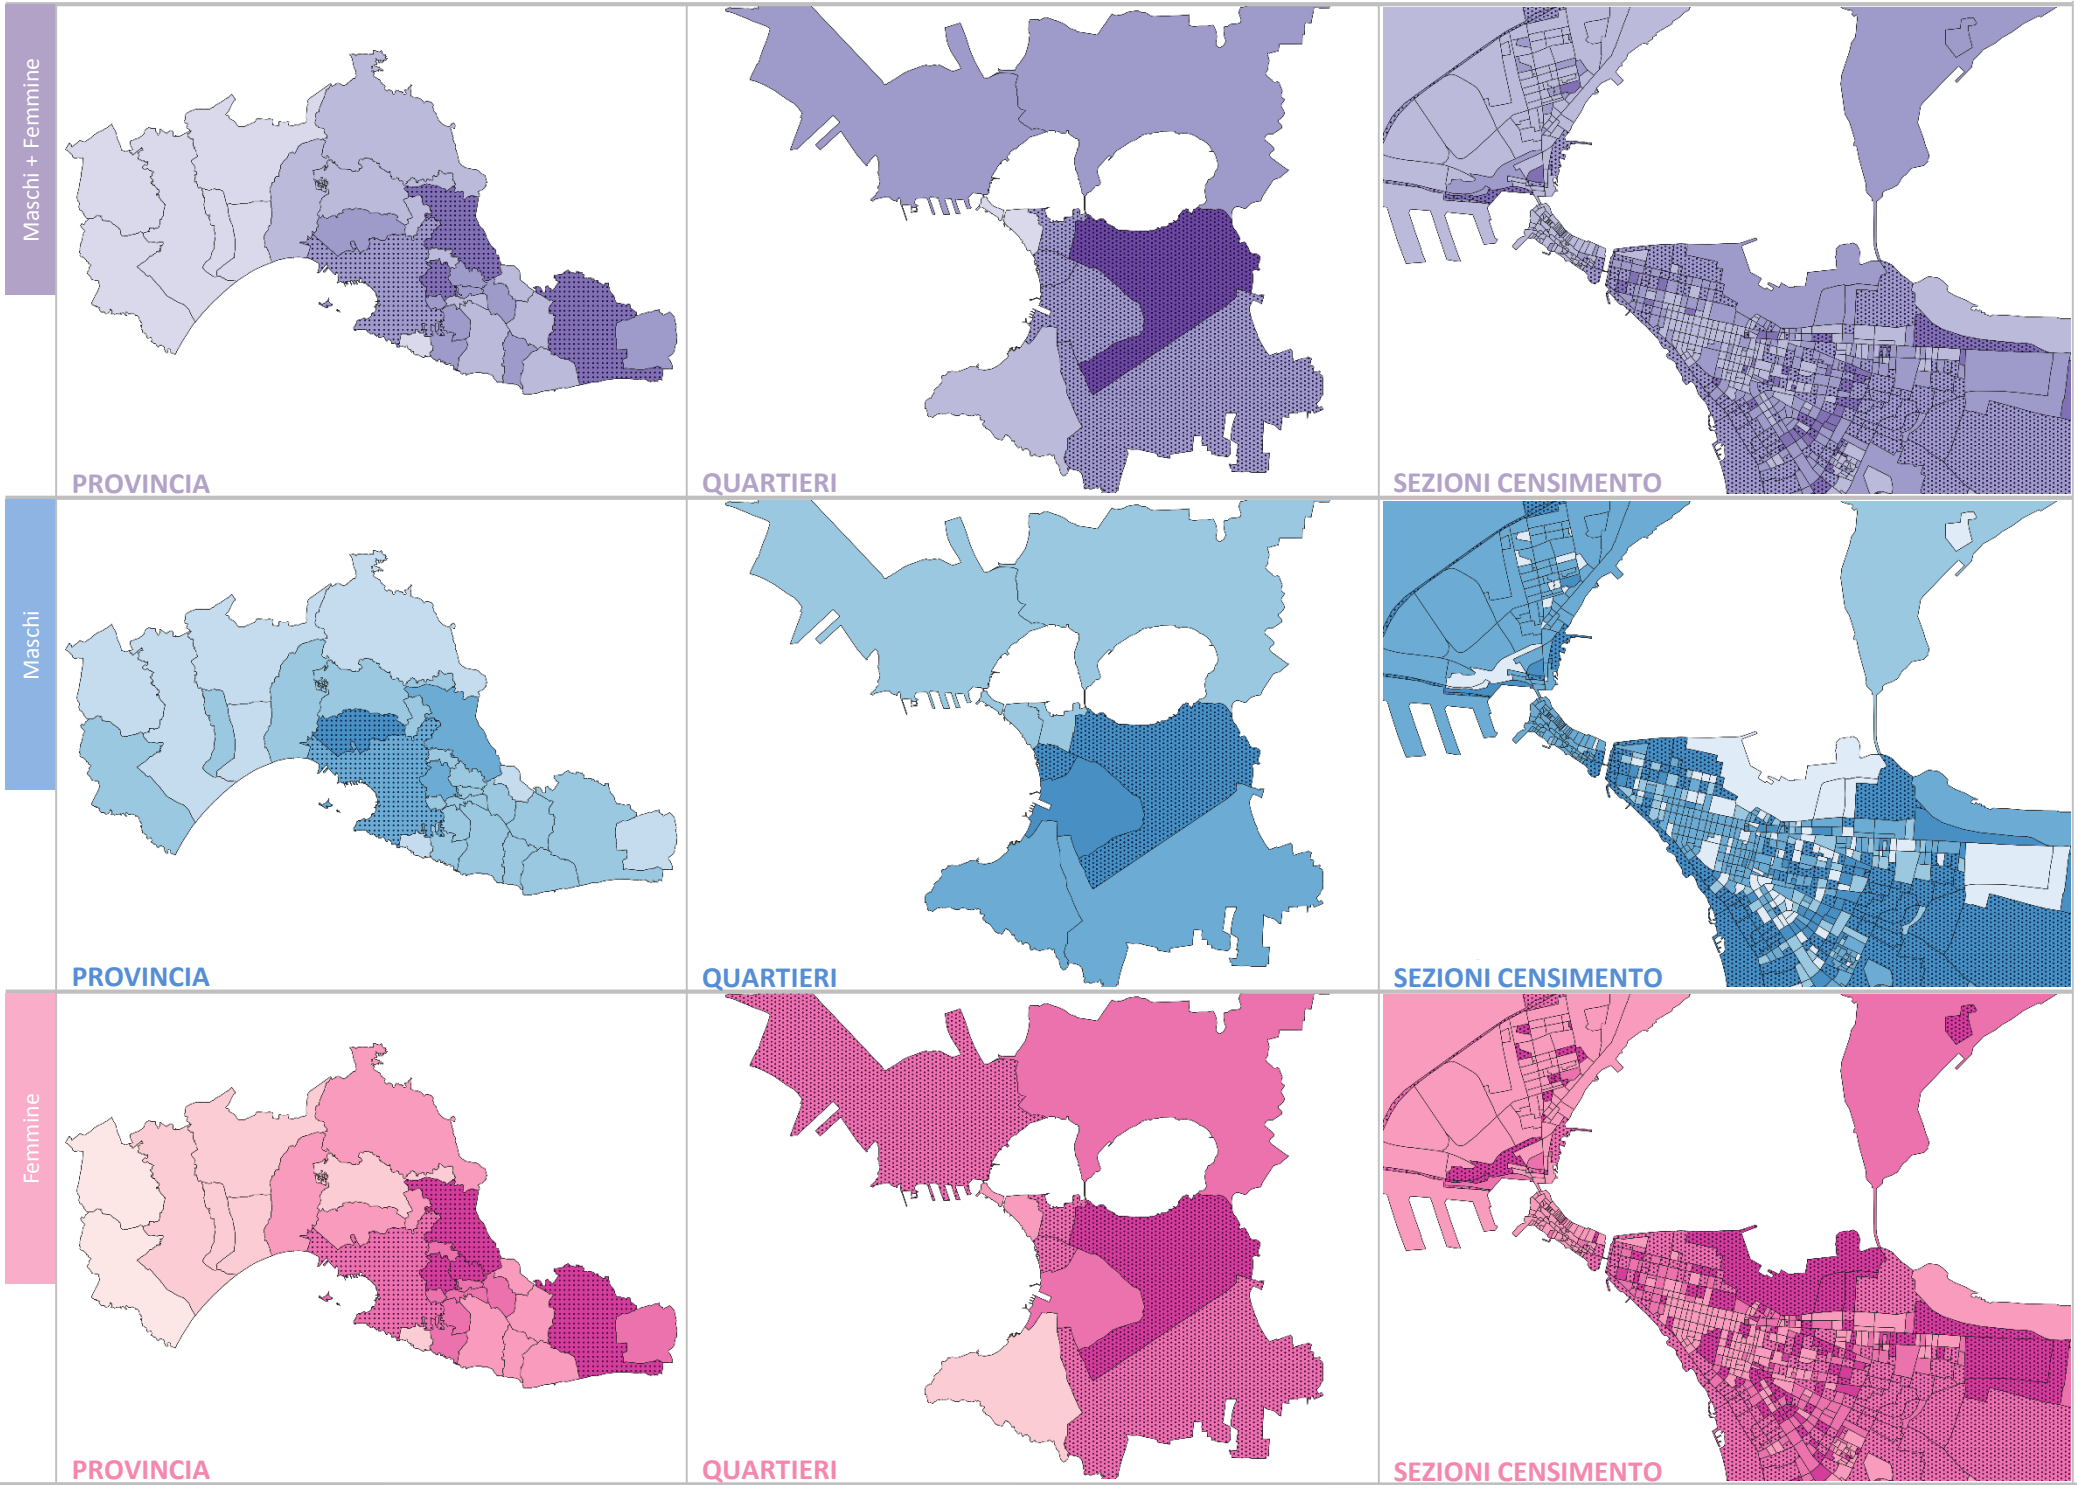 Maschi + Femmine
PROVINCIA
QUARTIERI
SEZIONI CENSIMENTO
Maschi
PROVINCIA
QUARTIERI
SEZIONI CENSIMENTO
Femmine
PROVINCIA
QUARTIERI
SEZIONI CENSIMENTO